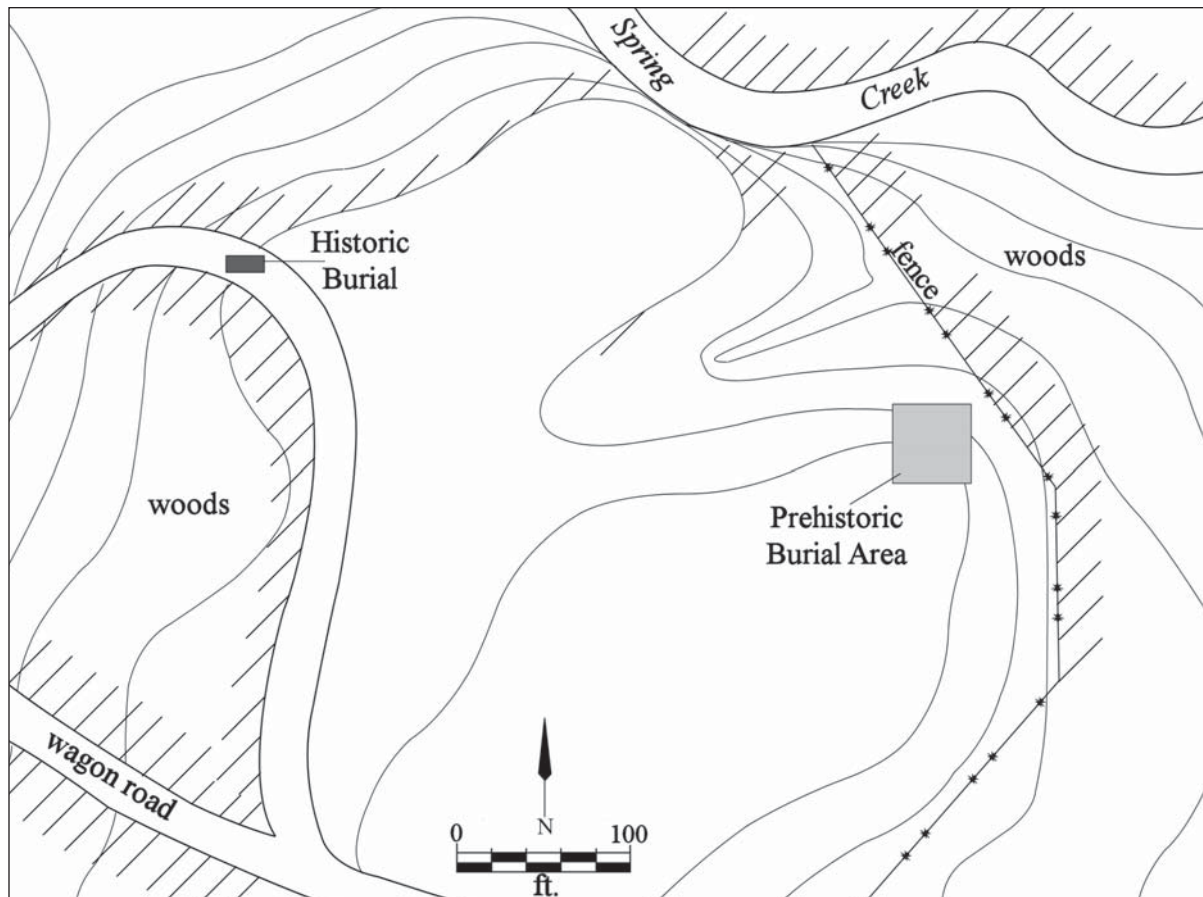 Spring
Creek
Historic
Burial
fence
woods
woods
Prehistoric
Burial Area
wagon road
N
0 100
ft.